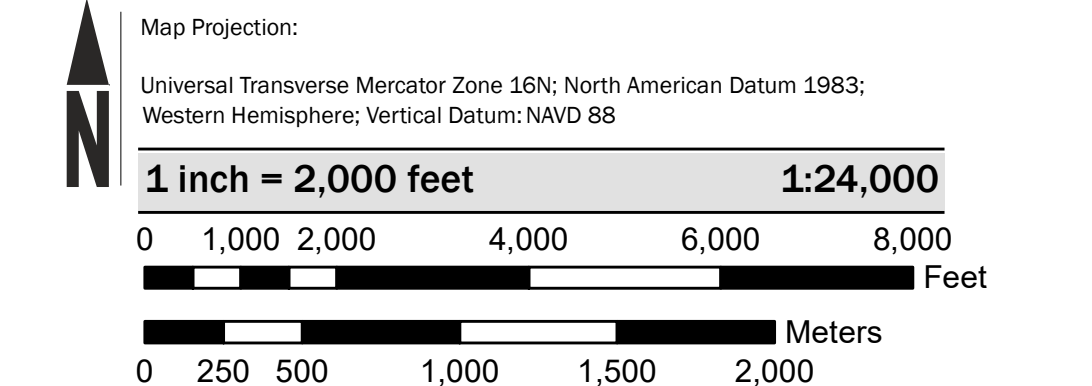 N
Map Projection:
Universal Transverse Mercator Zone 16N; North American Datum 1983;
Western Hemisphere; Vertical Datum: NAVD 88
1 inch = 2,000 feet 1:24,000
0 1,000 2,000 4,000 6,000 8,000
Feet
Meters
0 250 500 1,000 1,500 2,000